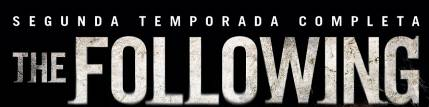 SEGUNDA TEMPORADA COMPLETA
THE FOLLOWING